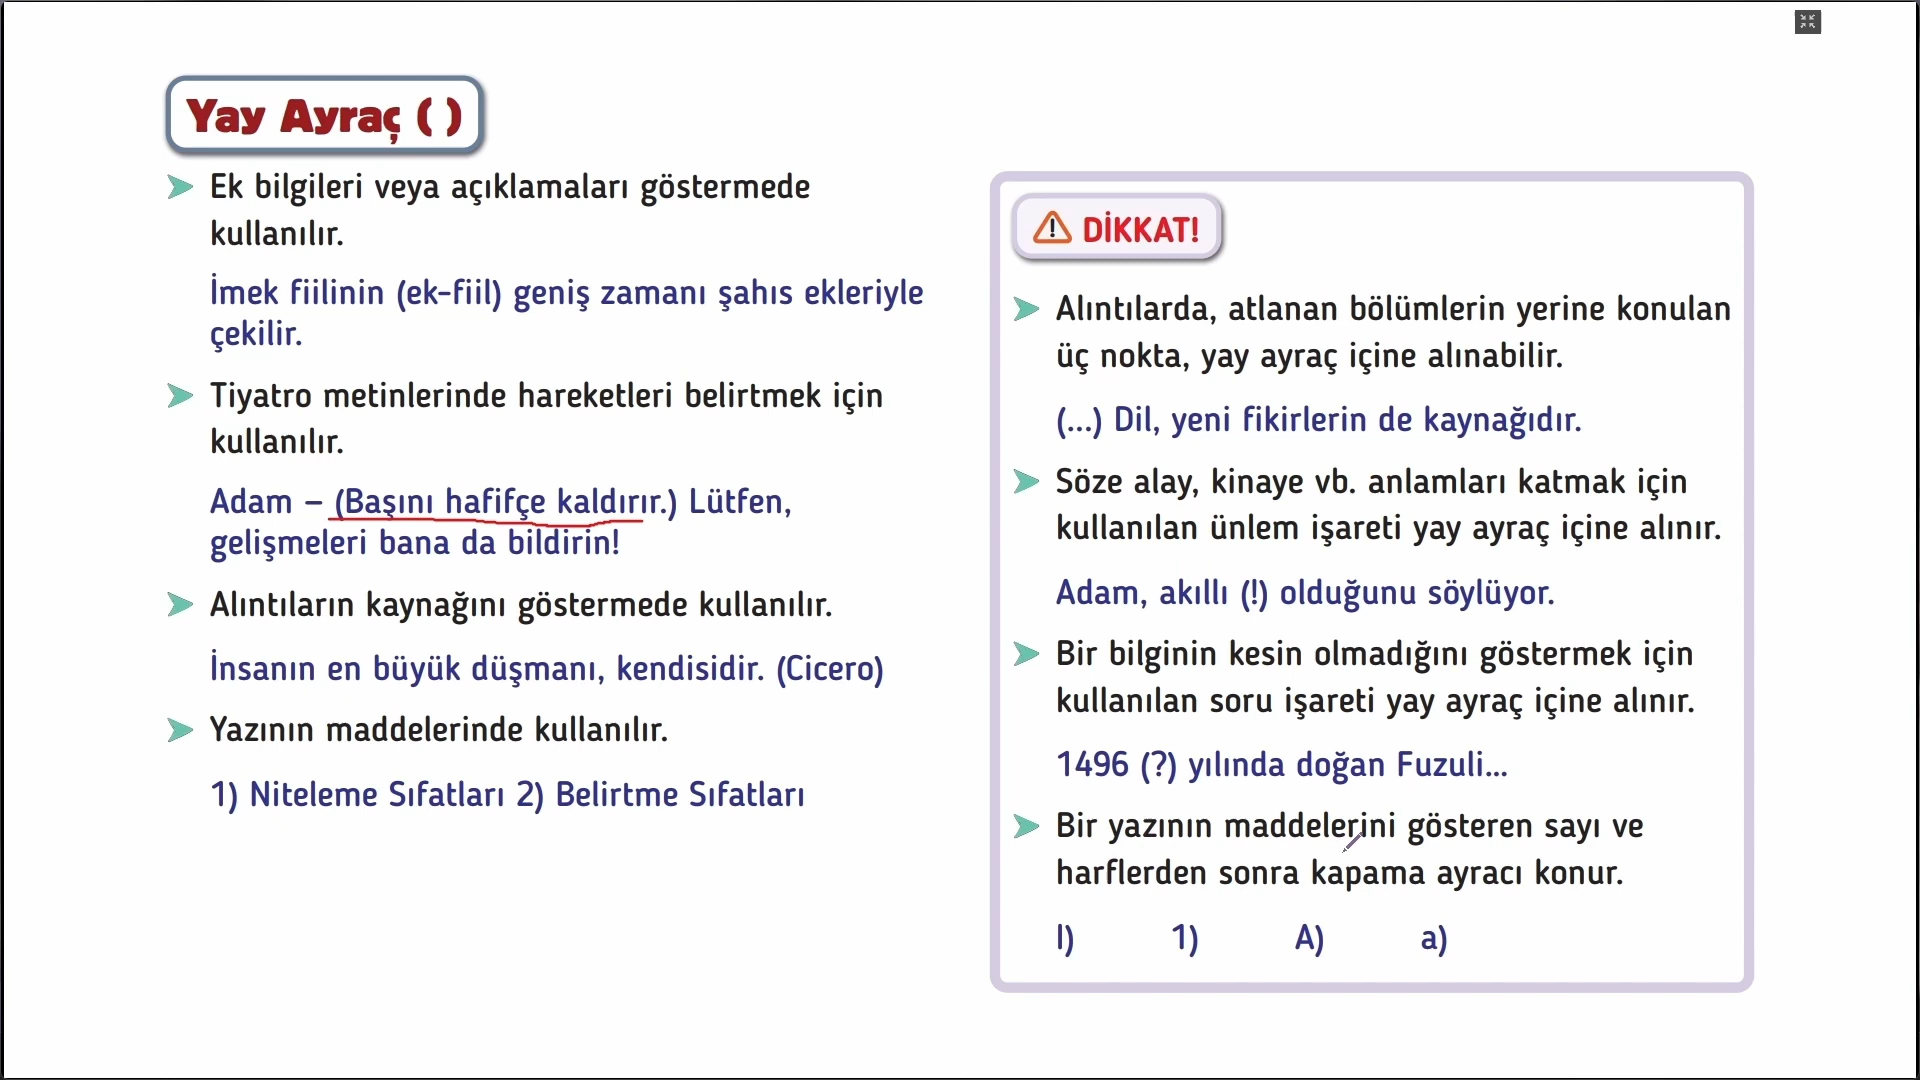 Yay Ayraç ( )
Ek bilgileri veya açıklamaları göstermede
kullanılır.
İmek fiilinin (ek-fiil) geniş zamanı şahıs ekleriyle
çekilir.
Tiyatro metinlerinde hareketleri belirtmek için
kullanılır.
Adam – (Başını hafifçe kaldırır.) Lütfen,
gelişmeleri bana da bildirin!
Alıntıların kaynağını göstermede kullanılır.
İnsanın en büyük düşmanı, kendisidir. (Cicero)
Yazının maddelerinde kullanılır.
1) Niteleme Sıfatları 2) Belirtme Sıfatları
DİKKAT!
Alıntılarda, atlanan bölümlerin yerine konulan
üç nokta, yay ayraç içine alınabilir.
(...) Dil, yeni fikirlerin de kaynağıdır.
Söze alay, kinaye vb. anlamları katmak için
kullanılan ünlem işareti yay ayraç içine alınır.
Adam, akıllı (!) olduğunu söylüyor.
Bir bilginin kesin olmadığını göstermek için
kullanılan soru işareti yay ayraç içine alınır.
1496 (?) yılında doğan Fuzuli...
Bir yazının maddelerini gösteren sayı ve
harflerden sonra kapama ayracı konur.
I) 1) A) a)